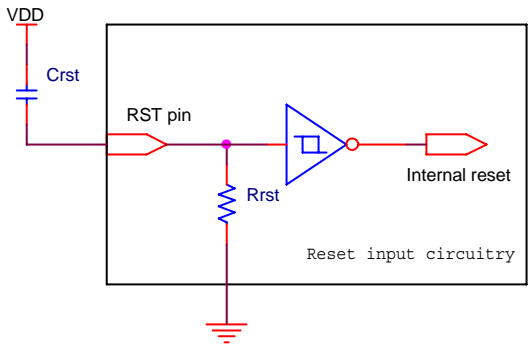 VDD
Crst
RST pin
Rrst
Internal reset
Reset input circuitry